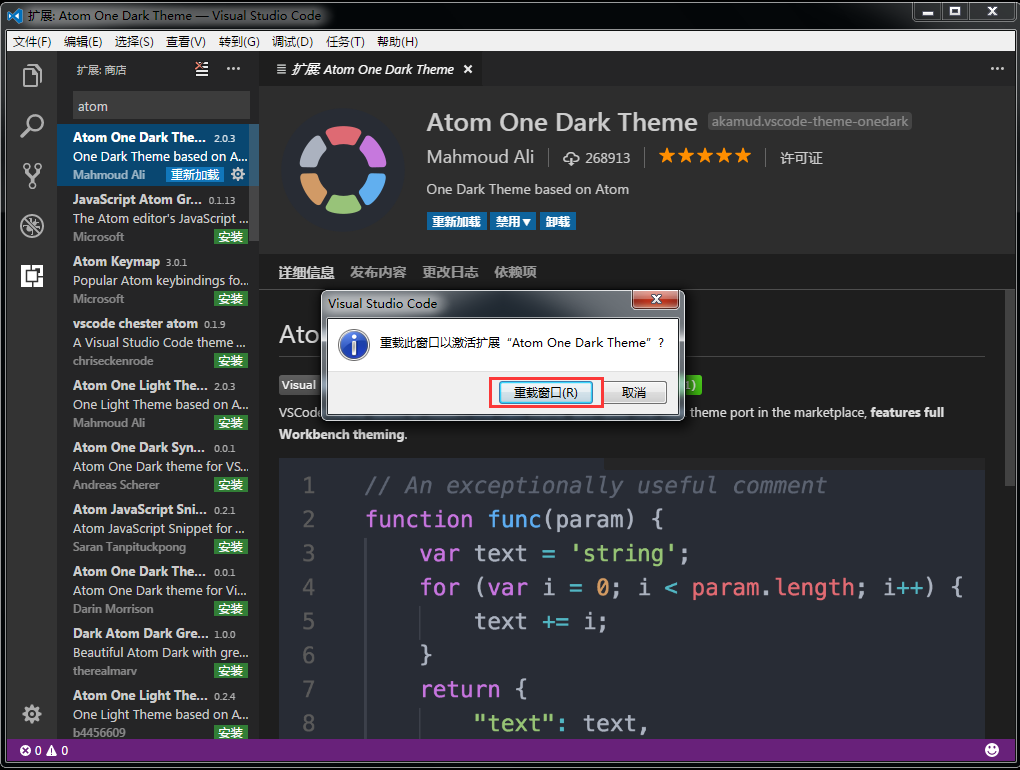 扩展: Atom One Dark Theme — Visual Studio Code
文件(F) 编辑(E) 选择(S) 查看(V) 转到(G) 调试(D) 任务(T) 帮助(H)
扩展: 商店
atom
Atom One Dark The... 2.0.3
One Dark Theme based on A...
Mahmoud Ali 重新加载
JavaScript Atom Gr... 0.1.13
The Atom editor's JavaScript ...
Microsoft 安装
Atom Keymap 3.0.1
Popular Atom keybindings fo...
Microsoft 安装
vscode chester atom 0.1.9
A Visual Studio Code theme ...
chriseckenrode 安装
Atom One Light The... 2.0.3
One Light Theme based on A...
Mahmoud Ali 安装
Atom One Dark Syn... 0.0.1
Atom One Dark theme for VS...
Andreas Scherer 安装
Atom JavaScript Sni... 0.2.1
Atom JavaScript Snippet for ...
Saran Tanpituckpong 安装
Atom One Dark The... 0.0.1
Atom One Dark theme for Vi...
Darin Morrison 安装
Dark Atom Dark Gre... 1.0.0
Beautiful Atom Dark with gre...
therealmarv 安装
Atom One Light The... 0.2.4
One Light Theme based on A...
b4456609 安装
扩展 Atom One Dark Theme
Atom One Dark Theme akamud.vscode-theme-onedark
Mahmoud Ali 268913 许可证
One Dark Theme based on Atom
重新加载 禁用▼ 卸载
详细信息 发布内容 更改日志 依赖项
Visual Studio Code
重载此窗口以激活扩展“Atom One Dark Theme”?
重载窗口(R) 取消
Ato
Visual 1)
VSCode theme port in the marketplace, features full
Workbench theming.
1 // An exceptionally useful comment
2 function func(param) {
3 var text = 'string';
4 for (var i = 0; i < param.length; i++) {
5 text += i;
6 }
7 return {
8 "text": text,
0 0